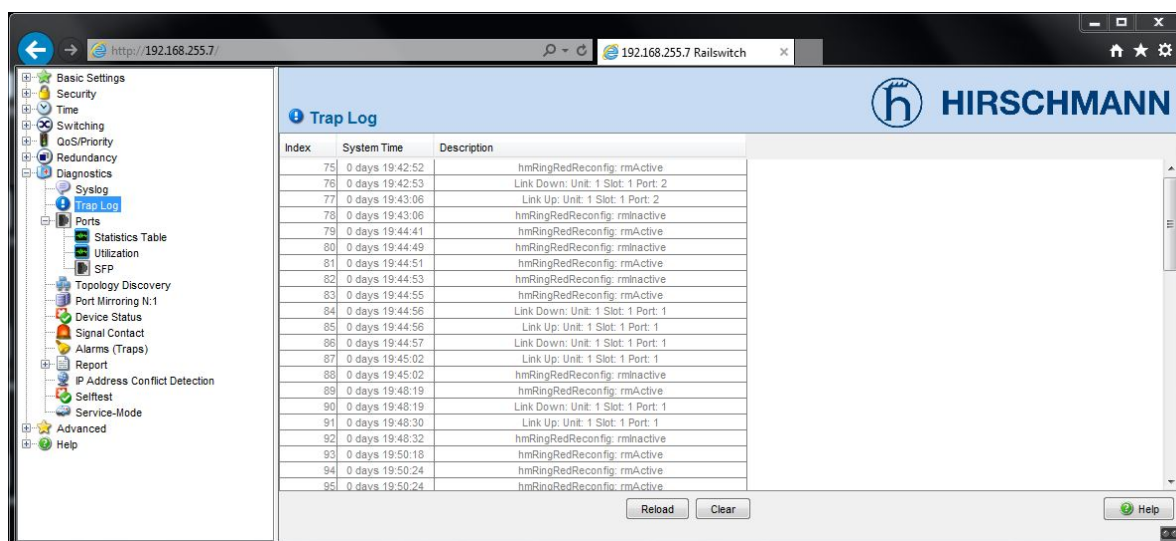 http://192.168.255.7/
192.168.255.7 Railswitch
Basic Settings
Security
Time
Switching
QoS/Priority
Redundancy
Diagnostics
Syslog
Trap Log
Ports
Statistics Table
Utilization
SFP
Topology Discovery
Port Mirroring N:1
Device Status
Signal Contact
Alarms (Traps)
Report
IP Address Conflict Detection
Selftest
Service-Mode
Advanced
Help
Trap Log
HIRSCHMANN
Index System Time Description
75 0 days 19:42:52 hmRingRedReconfig: rmActive
76 0 days 19:42:53 Link Down: Unit: 1 Slot: 1 Port: 2
77 0 days 19:43:06 Link Up: Unit: 1 Slot: 1 Port: 2
78 0 days 19:43:06 hmRingRedReconfig: rmInactive
79 0 days 19:44:41 hmRingRedReconfig: rmActive
80 0 days 19:44:49 hmRingRedReconfig: rmInactive
81 0 days 19:44:51 hmRingRedReconfig: rmActive
82 0 days 19:44:53 hmRingRedReconfig: rmInactive
83 0 days 19:44:55 hmRingRedReconfig: rmActive
84 0 days 19:44:56 Link Down: Unit: 1 Slot: 1 Port: 1
85 0 days 19:44:56 Link Up: Unit: 1 Slot: 1 Port: 1
86 0 days 19:44:57 Link Down: Unit: 1 Slot: 1 Port: 1
87 0 days 19:45:02 Link Up: Unit: 1 Slot: 1 Port: 1
88 0 days 19:45:02 hmRingRedReconfig: rmInactive
89 0 days 19:48:19 hmRingRedReconfig: rmActive
90 0 days 19:48:19 Link Down: Unit: 1 Slot: 1 Port: 1
91 0 days 19:48:30 Link Up: Unit: 1 Slot: 1 Port: 1
92 0 days 19:48:32 hmRingRedReconfig: rmInactive
93 0 days 19:50:18 hmRingRedReconfig: rmActive
94 0 days 19:50:24 hmRingRedReconfig: rmActive
95 0 days 19:50:24 hmRingRedReconfig: rmActive
Reload Clear Help